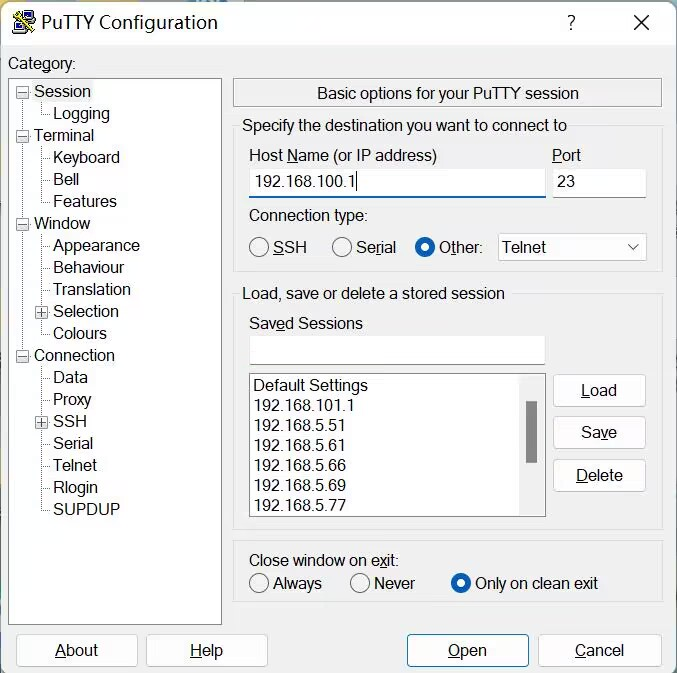 PuTTY Configuration
?
Category:
Session
Logging
Terminal
Keyboard
Bell
Features
Window
Appearance
Behaviour
Translation
Selection
Colours
Connection
Data
Proxy
SSH
Serial
Telnet
Rlogin
SUPDUP
Basic options for your PuTTY session
Specify the destination you want to connect to
Host Name (or IP address) Port
192.168.100.1 23
Connection type:
SSH Serial Other: Telnet
Load, save or delete a stored session
Saved Sessions
Default Settings
192.168.101.1
192.168.5.51
192.168.5.61
192.168.5.66
192.168.5.69
192.168.5.77
Load
Save
Delete
Close window on exit:
Always Never Only on clean exit
About Help Open Cancel